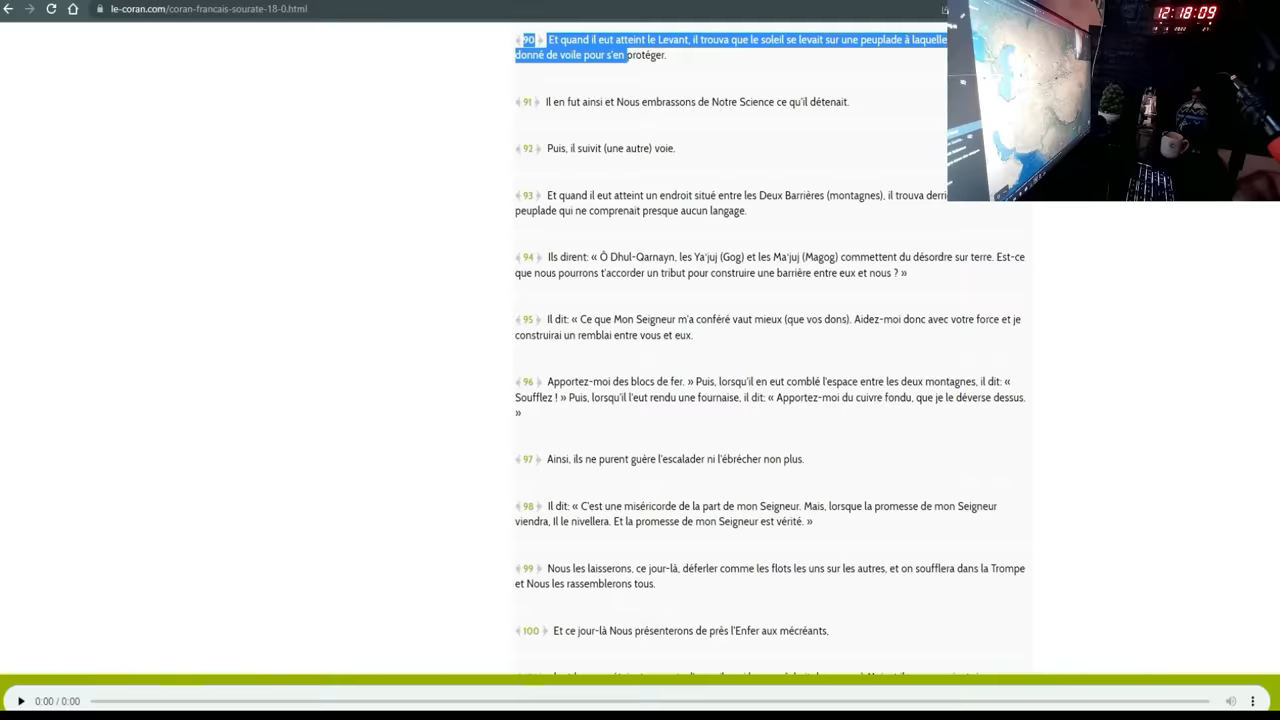 le-coran.com/coran-francais-sourate-18-0.html
12:18:09
90 Et quand il eut atteint le Levant, il trouva que le soleil se levait sur une peuplade à laquelle
donné de voile pour s'en protéger.
91 Il en fut ainsi et Nous embrassons de Notre Science ce qu'il détenait.
92 Puis, il suivit (une autre) voie.
93 Et quand il eut atteint un endroit situé entre les Deux Barrières (montagnes), il trouva
peuplade qui ne comprenait presque aucun langage.
94 Ils dirent: « Ô Dhul-Qarnayn, les Ya'juj (Gog) et les Ma'juj (Magog) commettent du désordre sur terre. Est-ce
que nous pourrons t'accorder un tribut pour construire une barrière entre eux et nous ? »
95 Il dit: « Ce que Mon Seigneur m'a conféré vaut mieux (que vos dons). Aidez-moi donc avec votre force et je
construirai un remblai entre vous et eux.
96 Apportez-moi des blocs de fer. » Puis, lorsqu'il en eut comblé l'espace entre les deux montagnes, il dit: «
Soufflez ! » Puis, lorsqu'il l'eut rendu une fournaise, il dit: « Apportez-moi du cuivre fondu, que je le déverse dessus.
»
97 Ainsi, ils ne purent guère l'escalader ni l'ébrécher non plus.
98 Il dit: « C'est une miséricorde de la part de mon Seigneur. Mais, lorsque la promesse de mon Seigneur
viendra, Il le nivellera. Et la promesse de mon Seigneur est vérité. »
99 Nous les laisserons, ce jour-là, déferler comme les flots les uns sur les autres, et on soufflera dans la Trompe
et Nous les rassemblerons tous.
100 Et ce jour-là Nous présenterons de près l'Enfer aux mécréants,
0:00 / 0:00